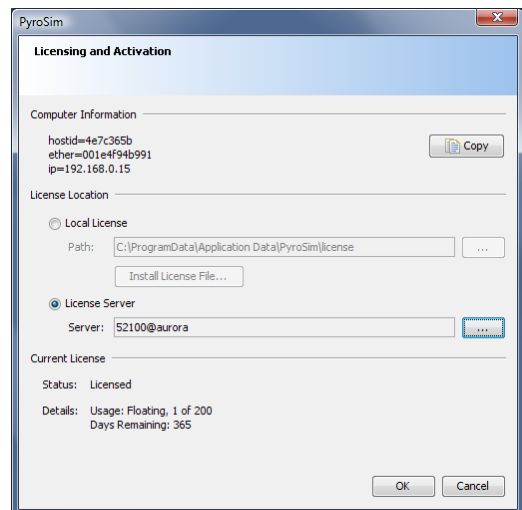 PyroSim
Licensing and Activation
Computer Information
hostid=4e7c365b
ether=001e4f94b991
ip=192.168.0.15
Copy
License Location
Local License
Path: C:\ProgramData\Application Data\PyroSim\license ...
Install License File...
License Server
Server: 52100@aurora ...
Current License
Status: Licensed
Details: Usage: Floating, 1 of 200
Days Remaining: 365
OK Cancel